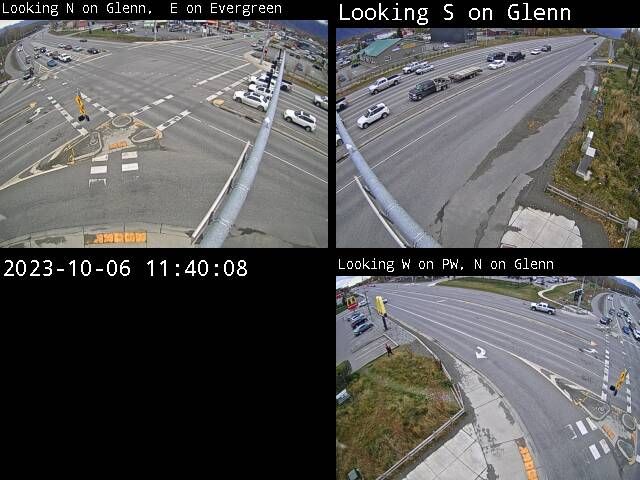 Looking N on Glenn, E on Evergreen
Looking S on Glenn
2023-10-06 11:40:08
Looking W on PW, N on Glenn